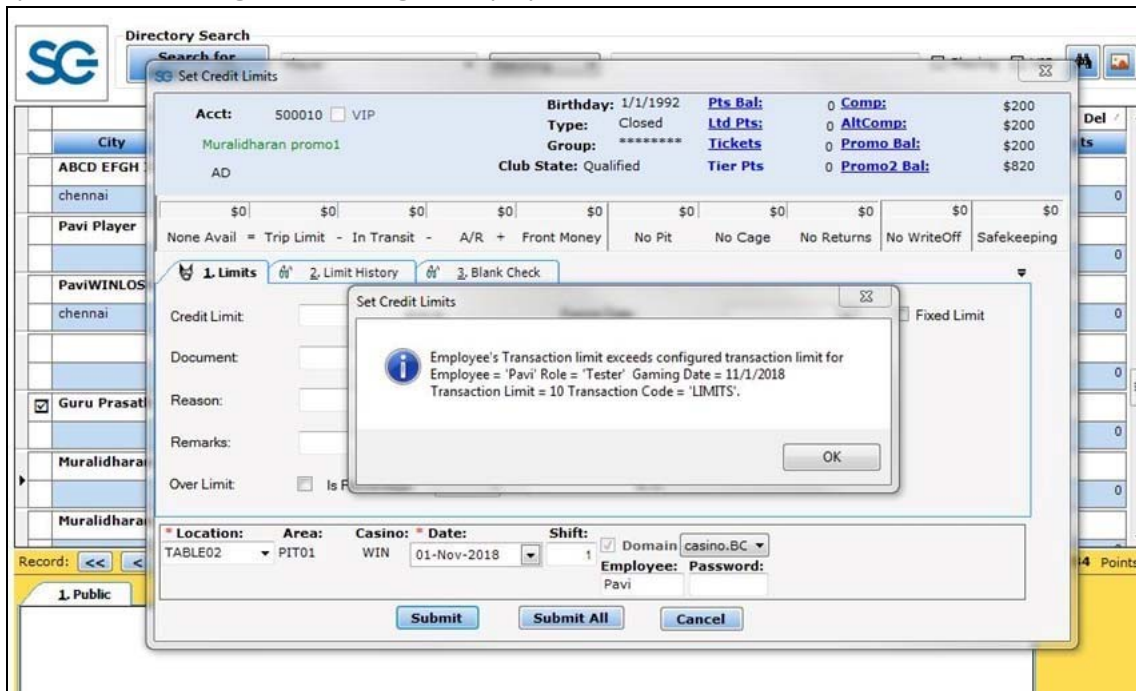 Directory Search
SG
Search for
SG Set Credit Limits
Acct: 500010 VIP
Muralidharan promo1
AD
Birthday: 1/1/1992
Type: Closed
Group: ********
Club State: Qualified
Pts Bal: 0 Comp: $200
Ltd Pts: 0 AltComp: $200
Tickets 0 Promo Bal: $200
Tier Pts 0 Promo2 Bal: $820
$0 $0 $0 $0 $0 $0 $0 $0 $0 $0
None Avail = Trip Limit - In Transit - A/R + Front Money No Pit No Cage No Returns No WriteOff Safekeeping
1. Limits 2. Limit History 3. Blank Check
Credit Limit:
Fixed Limit
Document:
Reason:
Remarks:
Over Limit:
Set Credit Limits
Employee's Transaction limit exceeds configured transaction limit for
Employee = 'Pavi' Role = 'Tester' Gaming Date = 11/1/2018
Transaction Limit = 10 Transaction Code = 'LIMITS'.
OK
* Location: Area: Casino: * Date: Shift:
TABLE02 PIT01 WIN 01-Nov-2018 1
Domain casino.BC
Employee: Password:
Pavi
Submit Submit All Cancel
City
ABCD EFGH
chennai
Pavi Player
PaviWINLOS
chennai
Guru Prasat
Muralidhara
Muralidhara
Del
ts
0
0
0
0
0
0
Record: << <
Points
1. Public